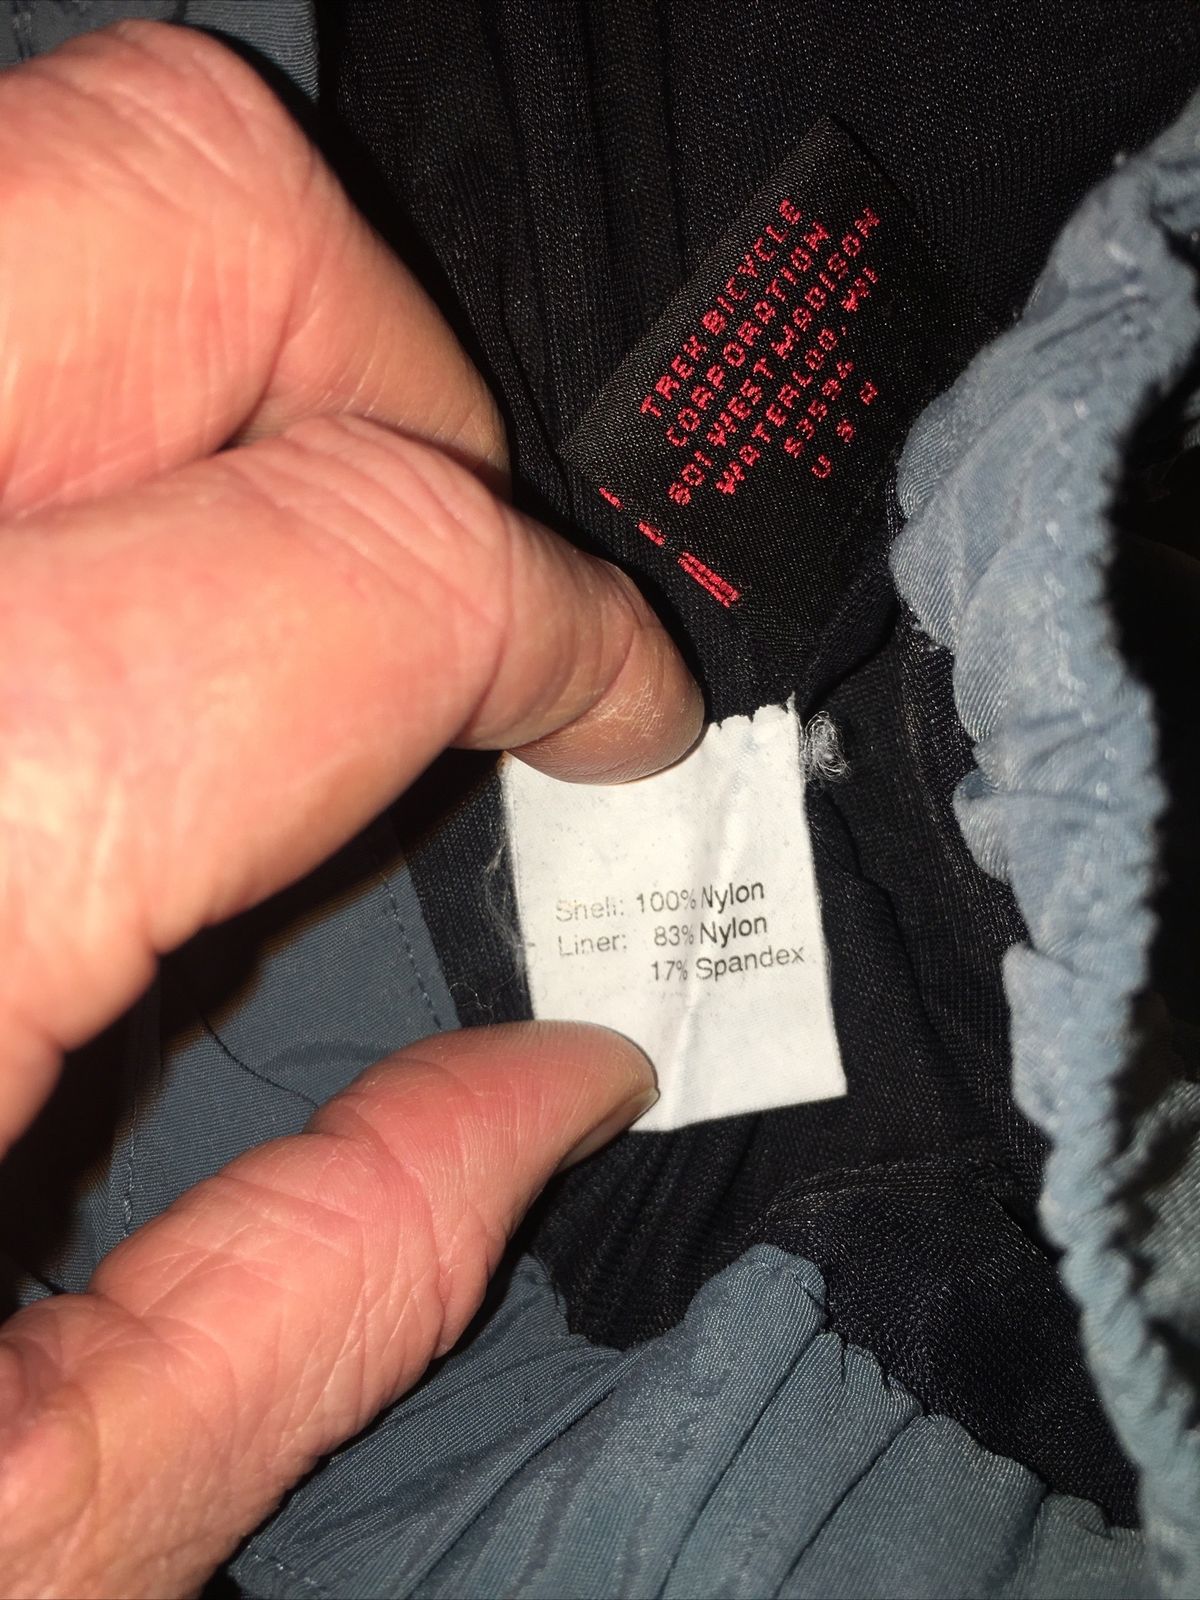 TREK BICYCLE
CORPORATION
801 WEST MADISON
WATERLOO, WI
53594
U S A
Shell: 100% Nylon
Liner: 83% Nylon
17% Spandex